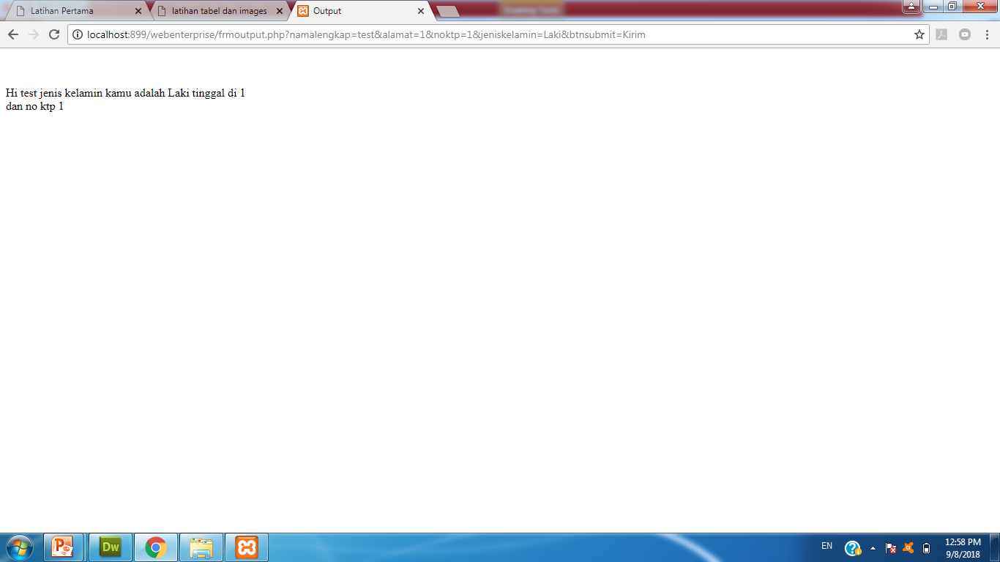 Latihan Pertama
latihan tabel dan images
Output
localhost:899/webenterprise/frmoutput.php?namalengkap=test&alamat=1&noktp=1&jeniskelamin=Laki&btnsubmit=Kirim
Hi test jenis kelamin kamu adalah Laki tinggal di 1
dan no ktp 1
Dw
EN
12:58 PM
9/8/2018